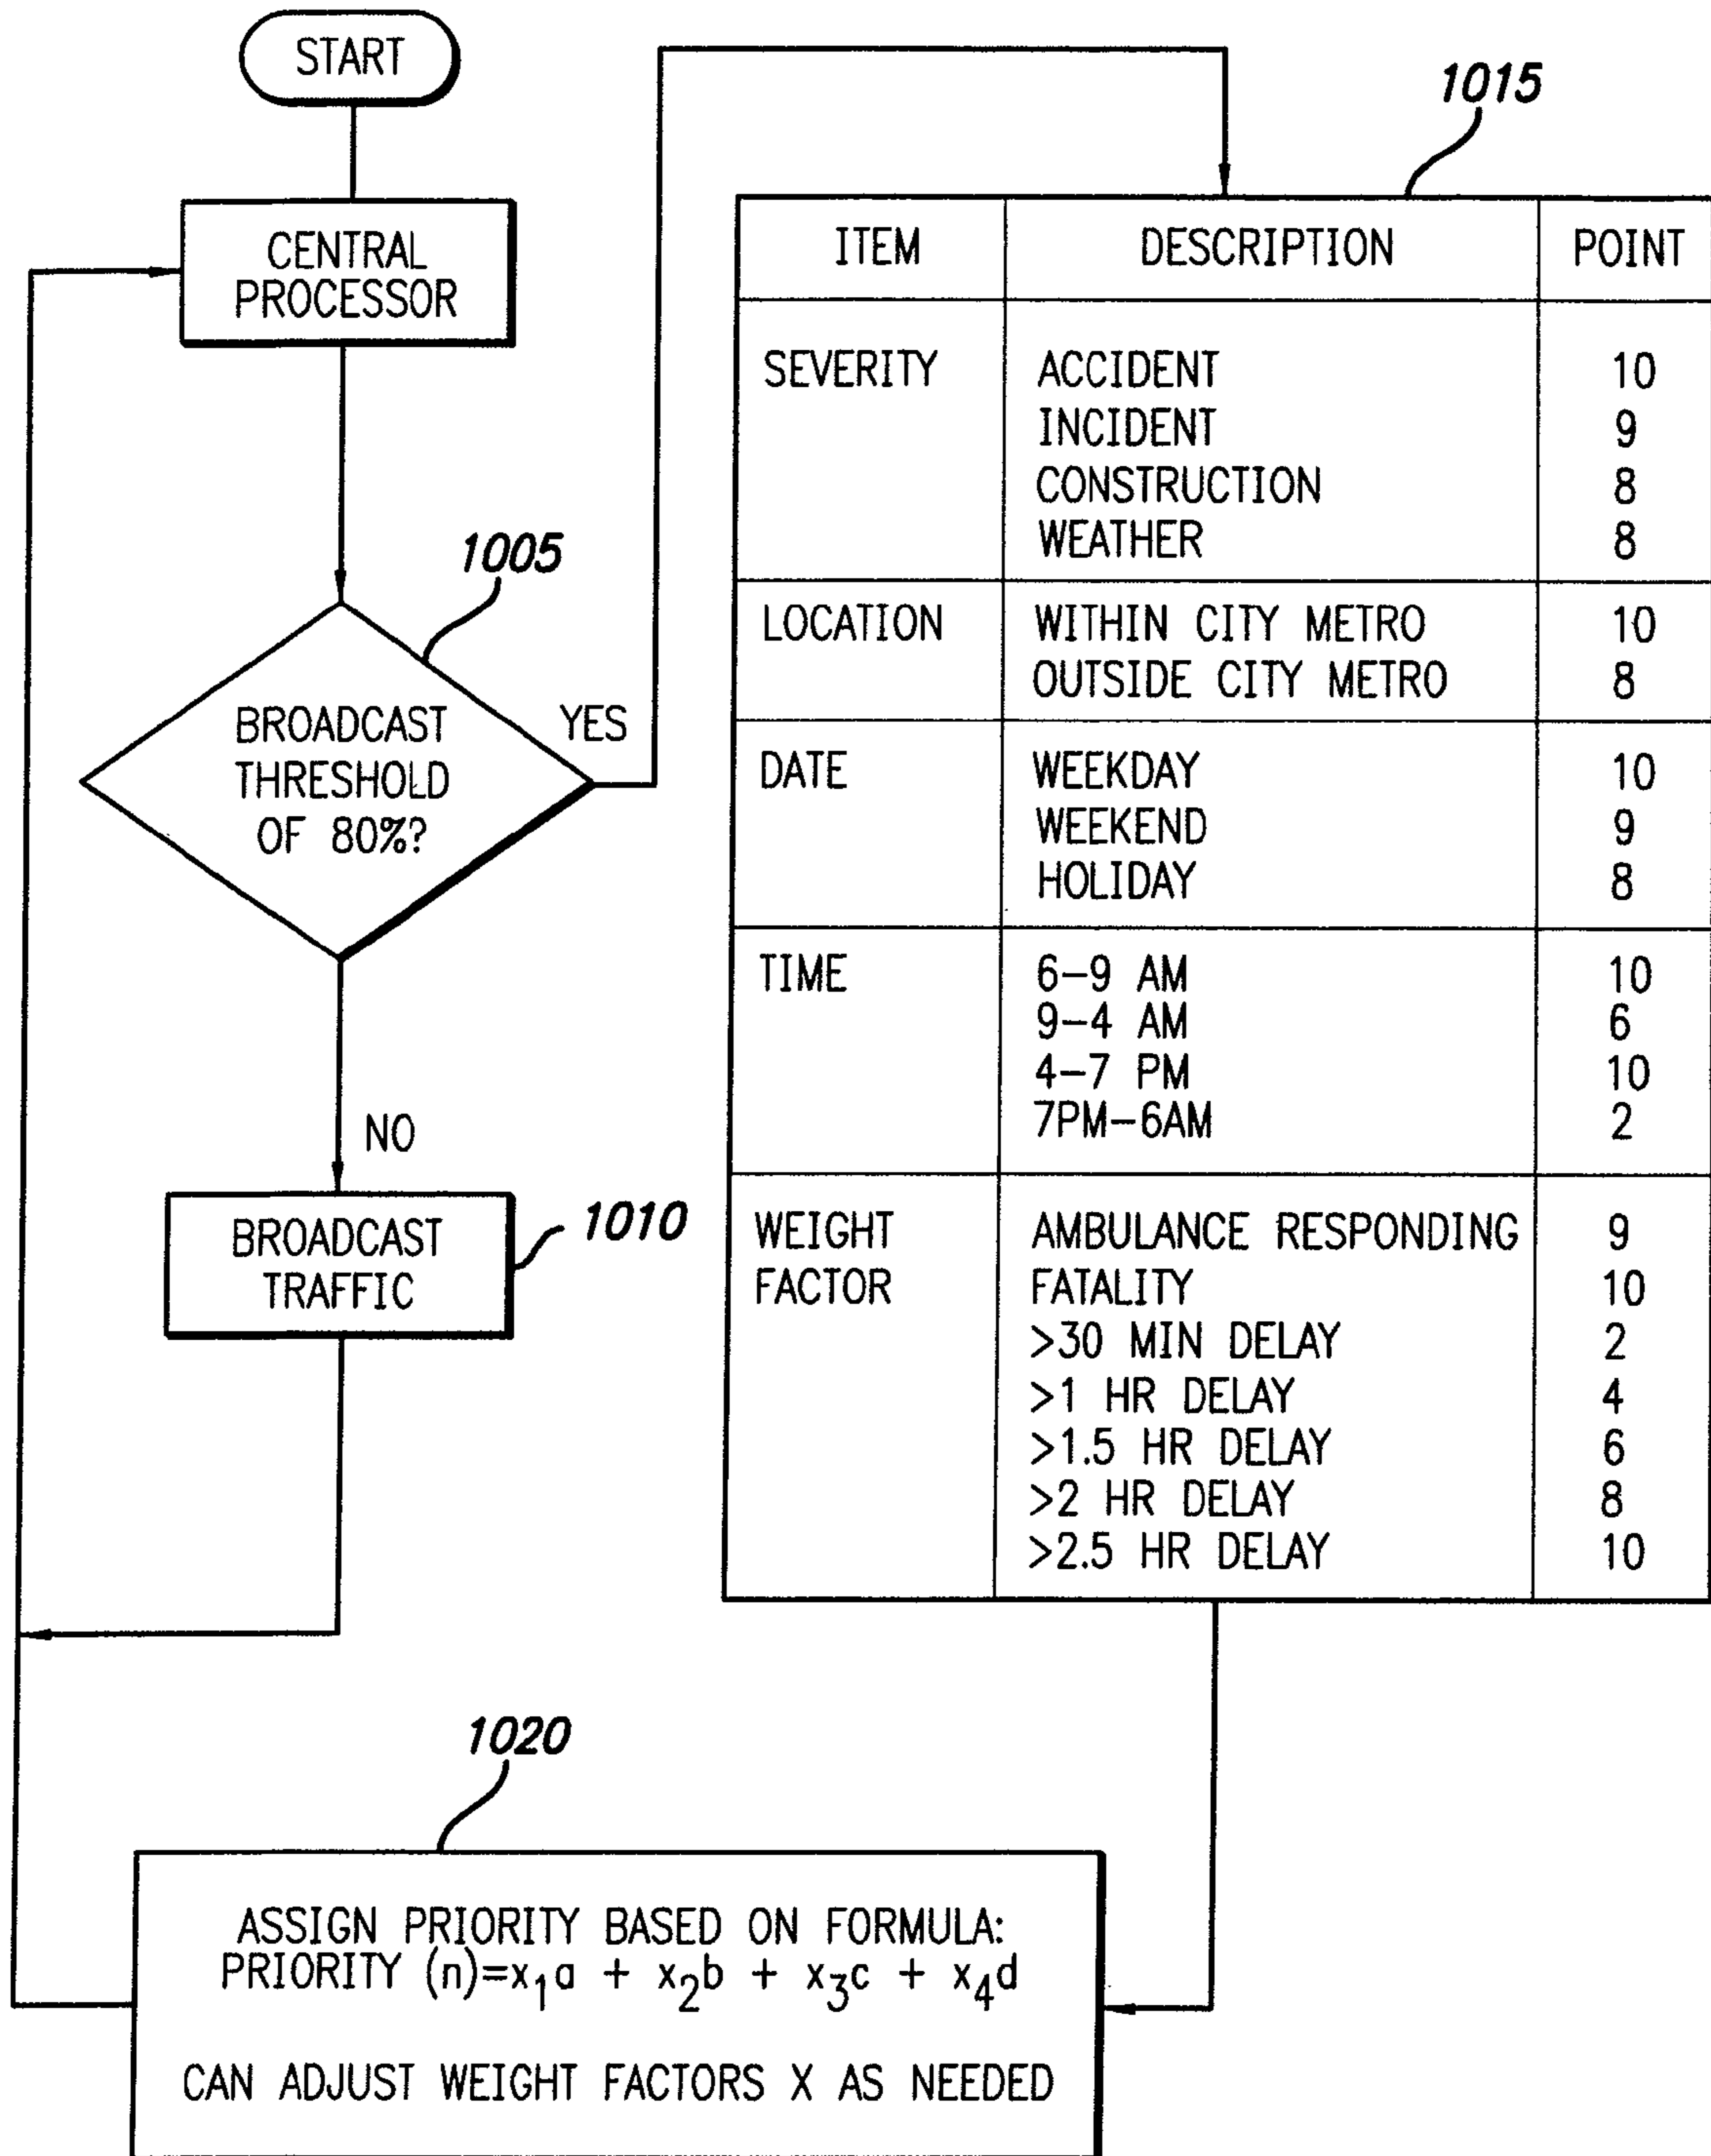 START
CENTRAL
PROCESSOR
1005
BROADCAST
THRESHOLD
OF 80%?
YES
NO
BROADCAST
TRAFFIC
1010
1015
ITEM DESCRIPTION POINT
SEVERITY ACCIDENT 10
INCIDENT 9
CONSTRUCTION 8
WEATHER 8
LOCATION WITHIN CITY METRO 10
OUTSIDE CITY METRO 8
DATE WEEKDAY 10
WEEKEND 9
HOLIDAY 8
TIME 6–9 AM 10
9–4 AM 6
4–7 PM 10
7PM–6AM 2
WEIGHT AMBULANCE RESPONDING 9
FACTOR FATALITY 10
>30 MIN DELAY 2
>1 HR DELAY 4
>1.5 HR DELAY 6
>2 HR DELAY 8
>2.5 HR DELAY 10
1020
ASSIGN PRIORITY BASED ON FORMULA:
PRIORITY (n)=x₁a + x₂b + x₃c + x₄d
CAN ADJUST WEIGHT FACTORS X AS NEEDED